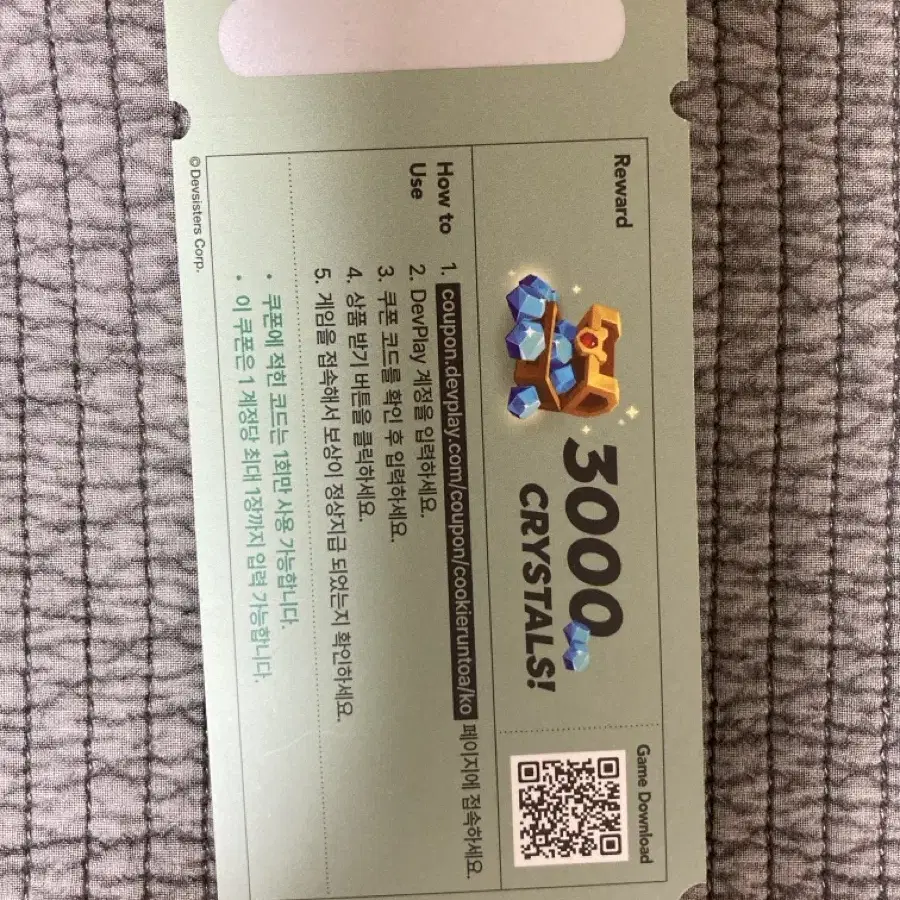 Reward
3000
CRYSTALS!
Game Download
How to
Use
1. coupon.devplay.com/coupon/cookieruntoa/ko 페이지에 접속하세요.
2. DevPlay 계정을 입력하세요.
3. 쿠폰 코드를 확인 후 입력하세요.
4. 상품 받기 버튼을 클릭하세요.
5. 게임을 접속해서 보상이 정상지급 되었는지 확인하세요.
• 쿠폰에 적힌 코드는 1회만 사용 가능합니다.
• 이 쿠폰은 1 계정당 최대 1장까지 입력 가능합니다.
©Devsisters Corp.